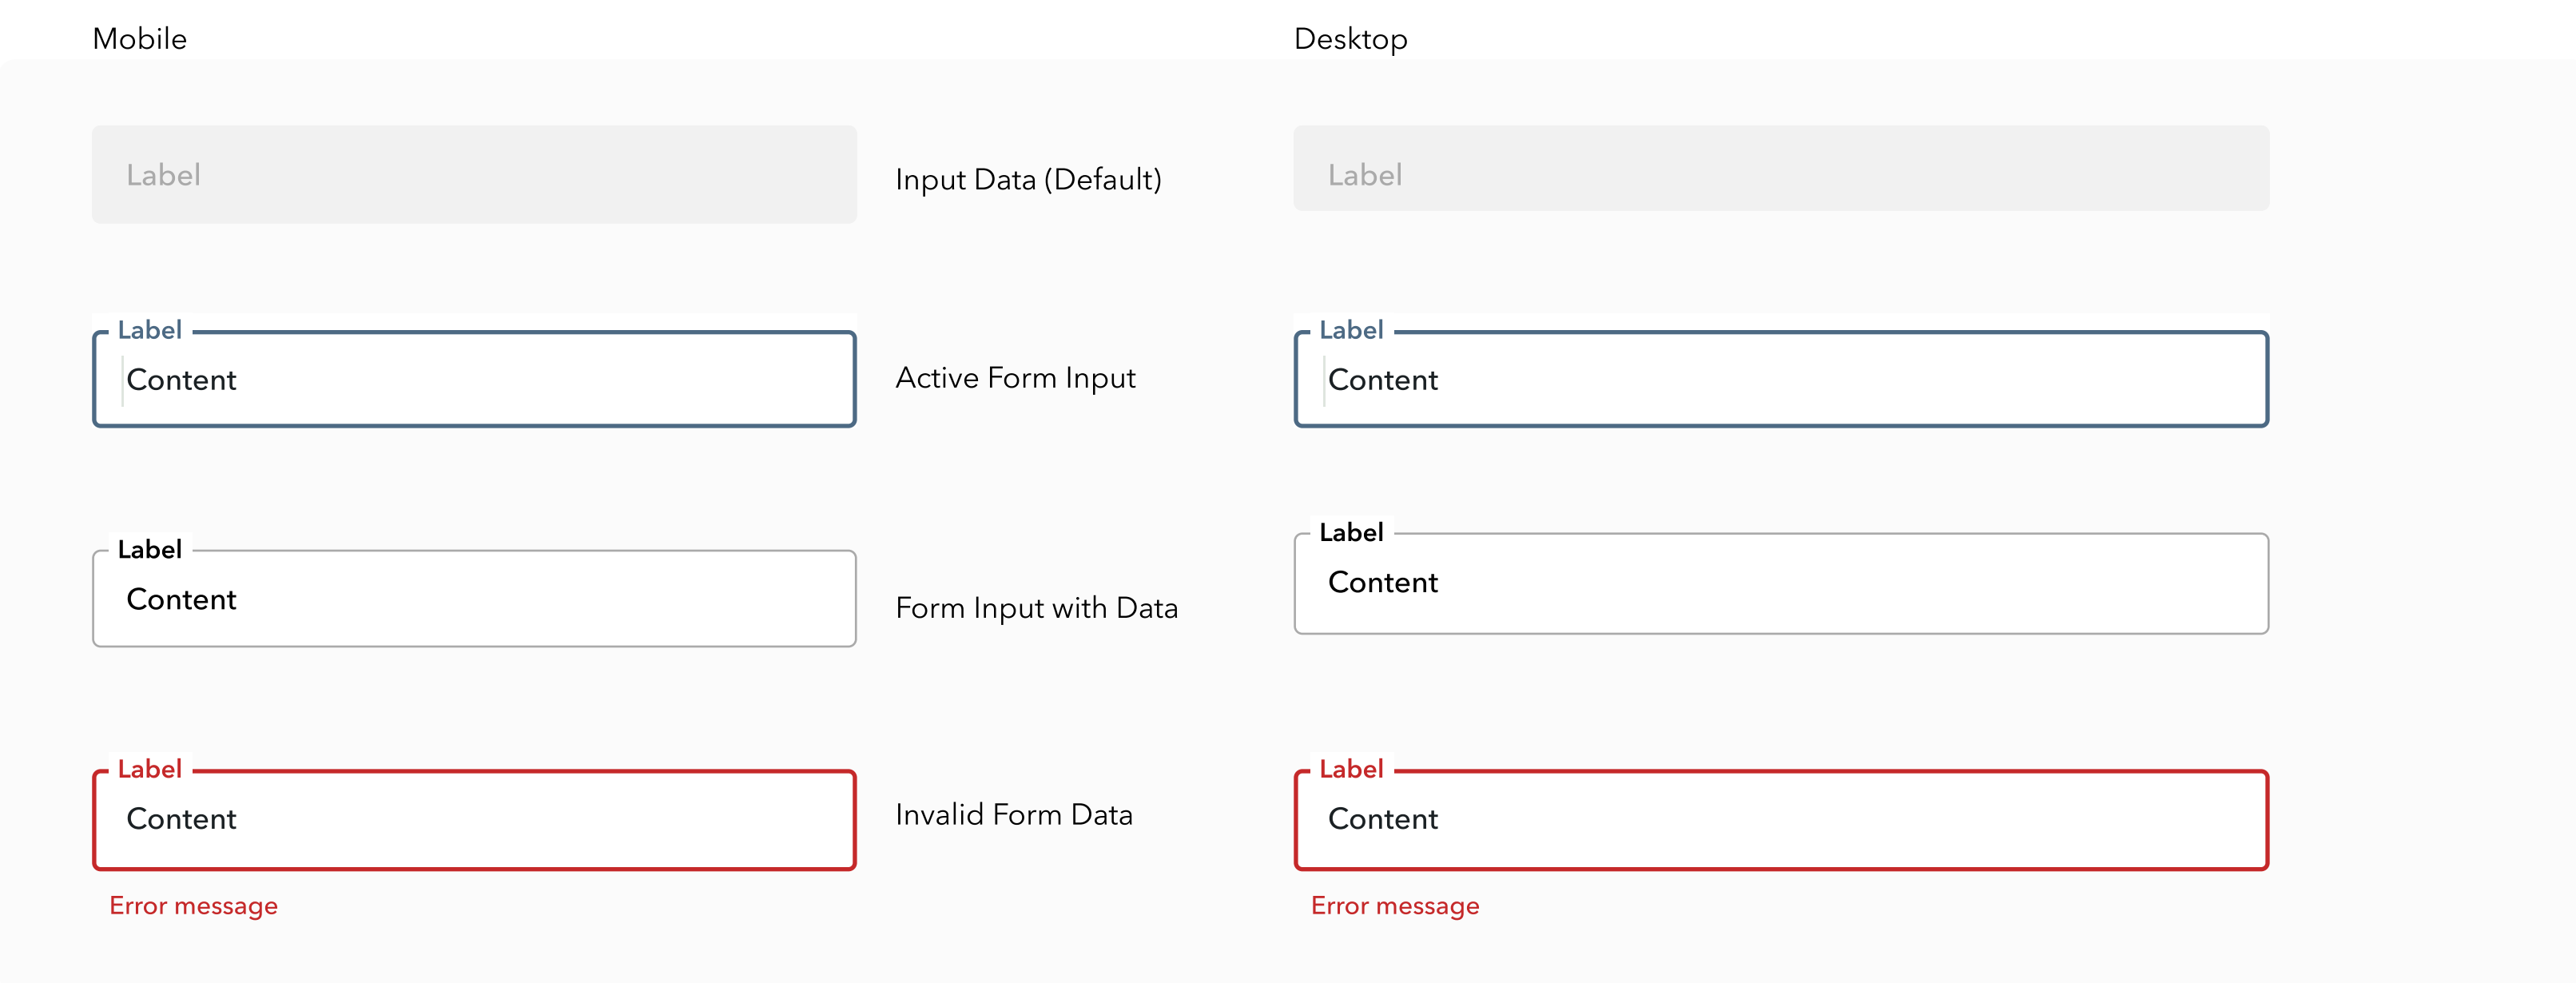 Mobile
Desktop
Label
Input Data (Default)
Label
Label
Content
Active Form Input
Label
Content
Label
Content
Form Input with Data
Label
Content
Label
Content
Error message
Invalid Form Data
Label
Content
Error message